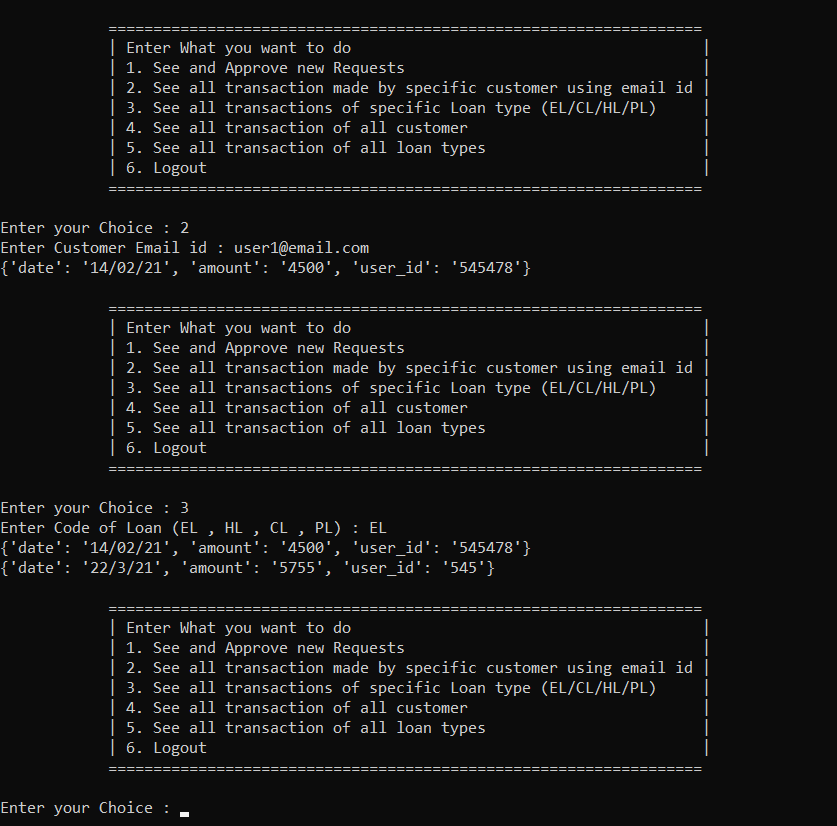 ==================================================================
| Enter What you want to do                                       |
| 1. See and Approve new Requests                                 |
| 2. See all transaction made by specific customer using email id |
| 3. See all transactions of specific Loan type (EL/CL/HL/PL)     |
| 4. See all transaction of all customer                          |
| 5. See all transaction of all loan types                        |
| 6. Logout                                                       |
==================================================================
Enter your Choice : 2
Enter Customer Email id : user1@email.com
{'date': '14/02/21', 'amount': '4500', 'user_id': '545478'}
==================================================================
| Enter What you want to do                                       |
| 1. See and Approve new Requests                                 |
| 2. See all transaction made by specific customer using email id |
| 3. See all transactions of specific Loan type (EL/CL/HL/PL)     |
| 4. See all transaction of all customer                          |
| 5. See all transaction of all loan types                        |
| 6. Logout                                                       |
==================================================================
Enter your Choice : 3
Enter Code of Loan (EL , HL , CL , PL) : EL
{'date': '14/02/21', 'amount': '4500', 'user_id': '545478'}
{'date': '22/3/21', 'amount': '5755', 'user_id': '545'}
==================================================================
| Enter What you want to do                                       |
| 1. See and Approve new Requests                                 |
| 2. See all transaction made by specific customer using email id |
| 3. See all transactions of specific Loan type (EL/CL/HL/PL)     |
| 4. See all transaction of all customer                          |
| 5. See all transaction of all loan types                        |
| 6. Logout                                                       |
==================================================================
Enter your Choice : _